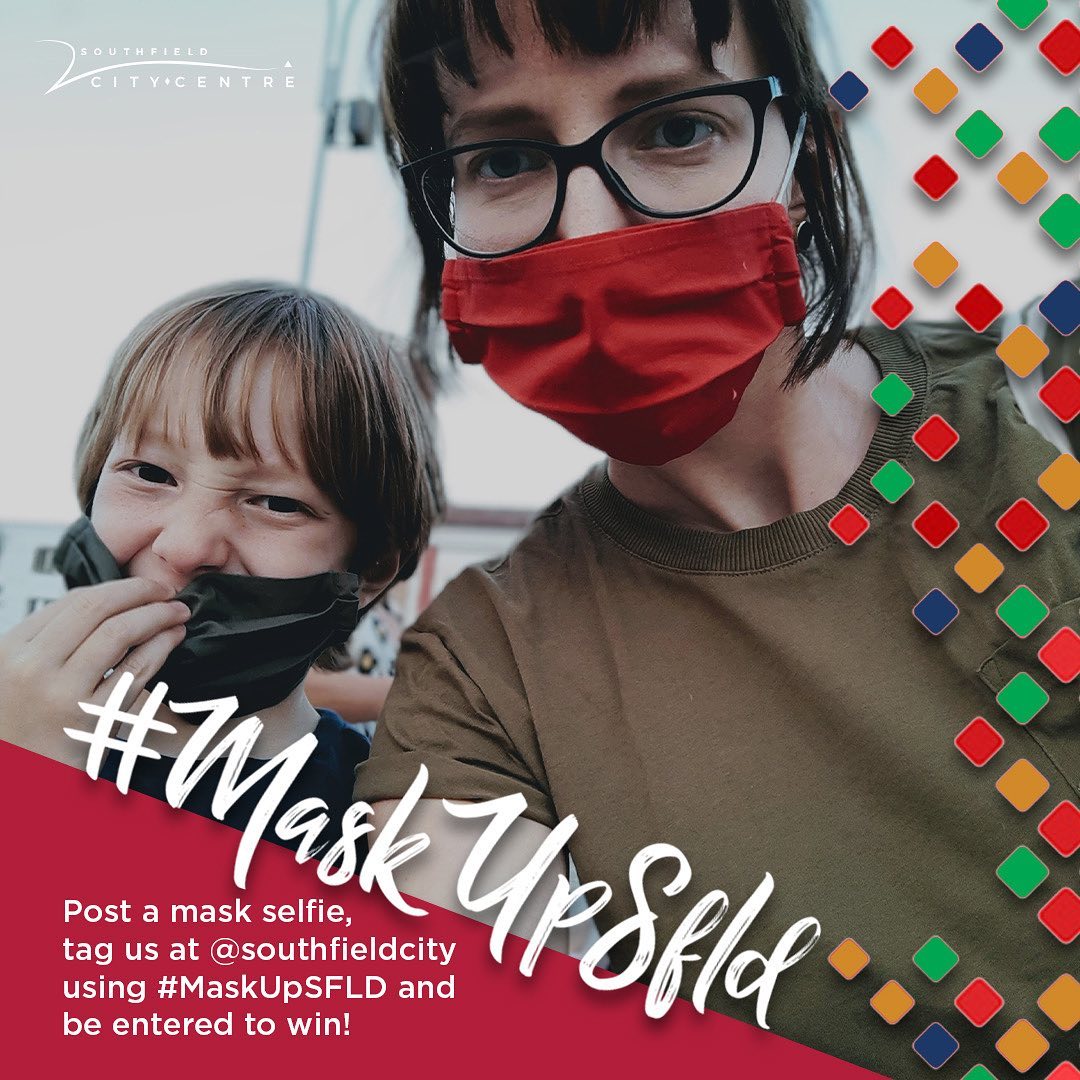 SOUTHFIELD
CITY CENTRE
#MaskUpSfld
Post a mask selfie,
tag us at @southfieldcity
using #MaskUpSFLD and
be entered to win!